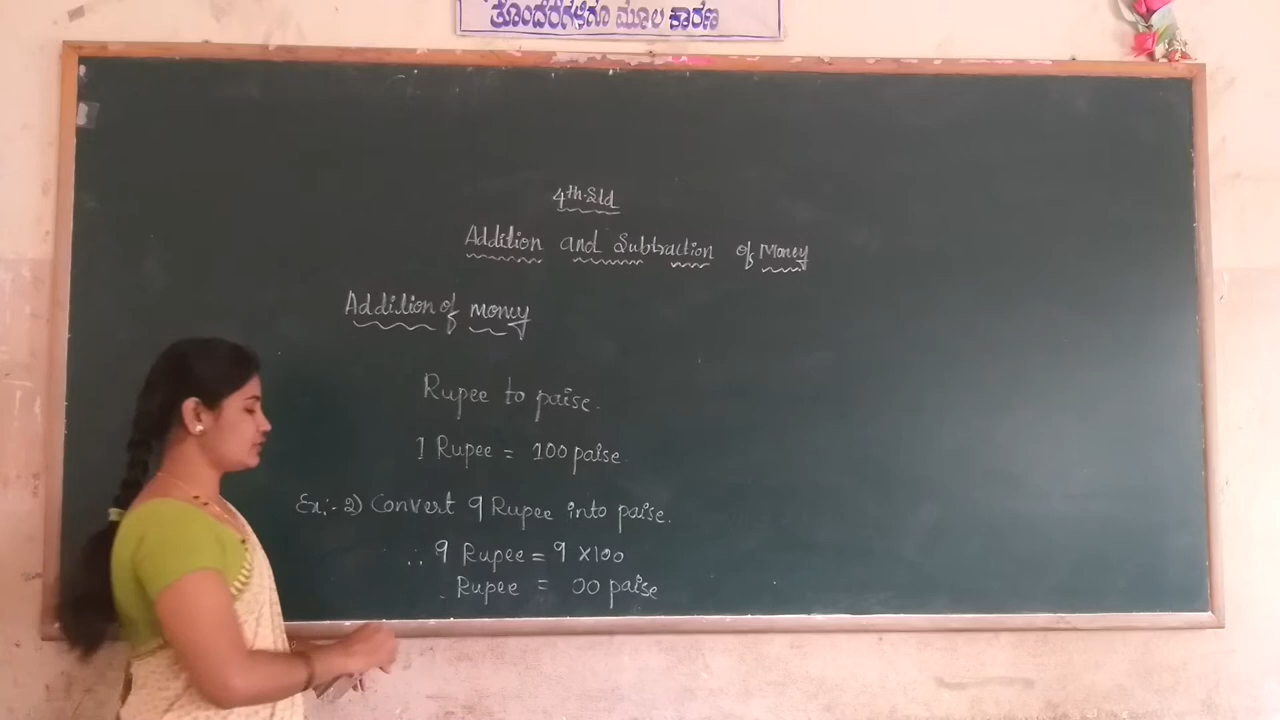 ತೊಂದರೆಗಳಿಗೂ ಮೂಲ ಕಾರಣ
4th Std
Addition and Subtraction of Money
Addition of money
Rupee to paise.
1 Rupee = 100 paise.
Ex:- 2) Convert 9 Rupee into paise.
∴ 9 Rupee = 9 x100
Rupee = 00 paise